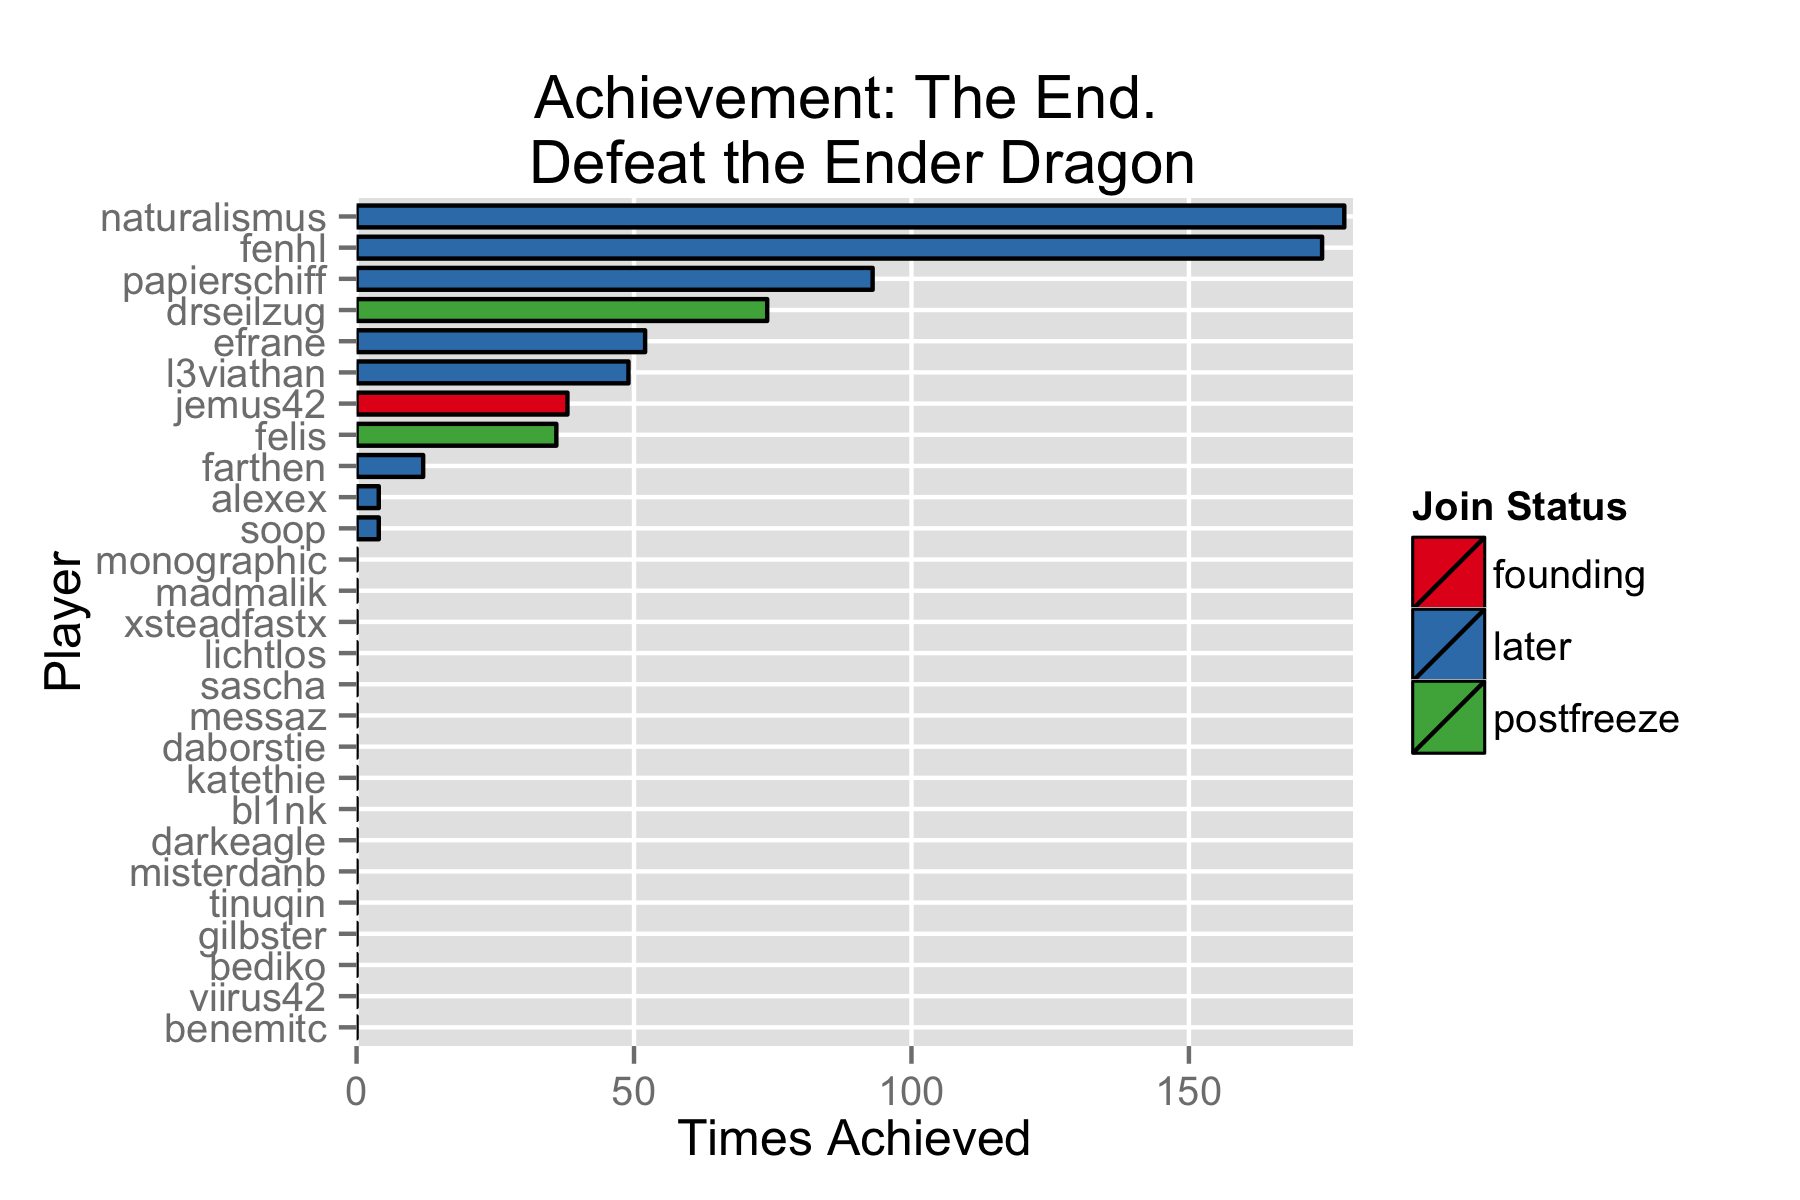 Achievement: The End.
Defeat the Ender Dragon
naturalismus
fenhl
papierschiff
drseilzug
efrane
l3viathan
jemus42
felis
farthen
alexex
soop
monographic
madmalik
xsteadfastx
lichtlos
sascha
messaz
daborstie
katethie
bl1nk
darkeagle
misterdanb
tinuqin
gilbster
bediko
viirus42
benemitc
Player
0 50 100 150
Times Achieved
Join Status
founding
later
postfreeze